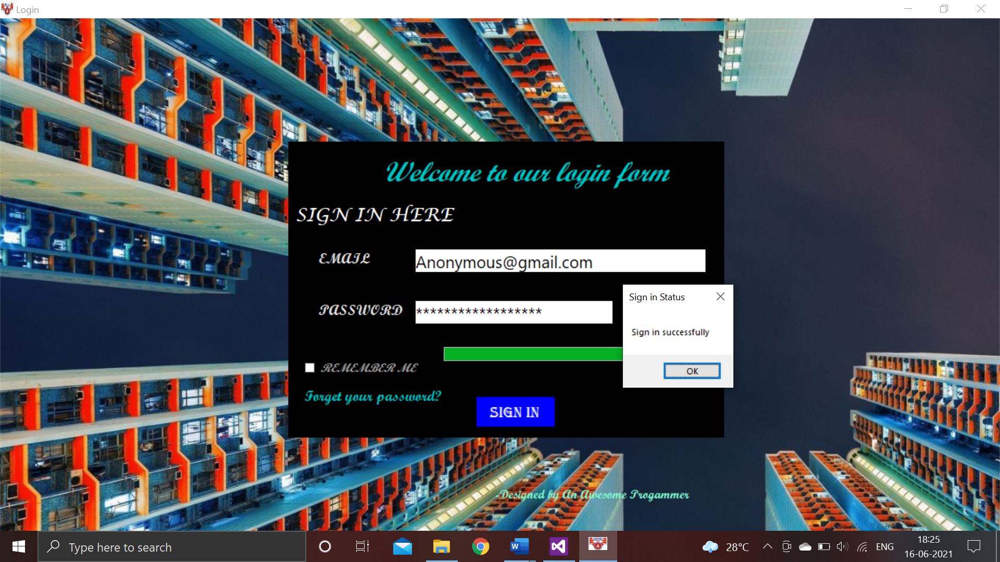 Login
Welcome to our login form
SIGN IN HERE
EMAIL
Anonymous@gmail.com
PASSWORD
******************
Sign in Status
Sign in successfully
OK
REMEMBER ME
Forget your password?
SIGN IN
-Designed by An Awesome Progammer
Type here to search
28°C
ENG
18:25
16-06-2021